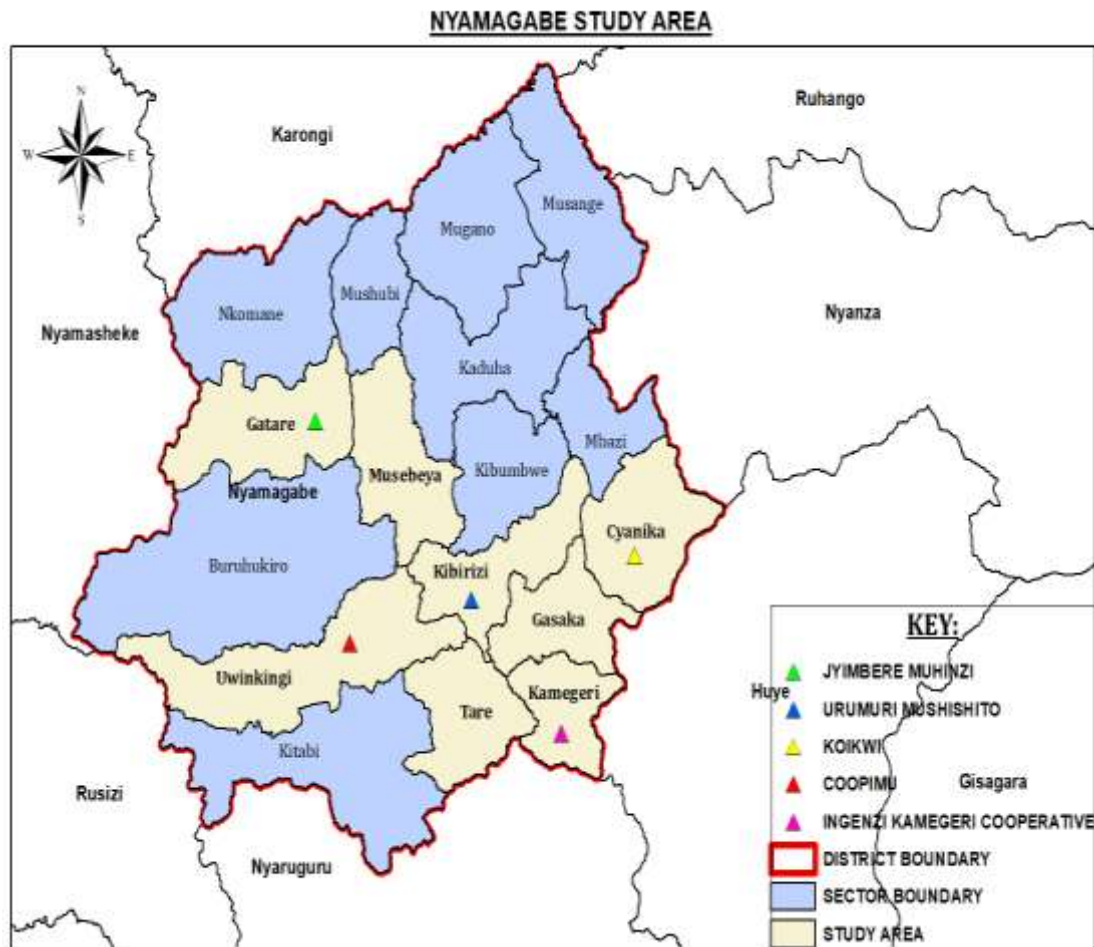 NYAMAGABE STUDY AREA
N
W
E
S
Karongi
Ruhango
Musange
Mugano
Mushubi
Nkomane
Nyamasheke
Nyanza
Kaduha
Gatare
Mbazi
Musebeya
Kibumbwe
Nyamagabe
Cyanika
Buruhukiro
Kibirizi
Gasaka
Uwinkingi
Kamegeri
Tare
Kitabi
Huye
Rusizi
Gisagara
Nyaruguru
KEY:
JYIMBERE MUHINZI
URUMURI MUSHISHITO
KOIKWI
COOPIMU
INGENZI KAMEGERI COOPERATIVE
DISTRICT BOUNDARY
SECTOR BOUNDARY
STUDY AREA